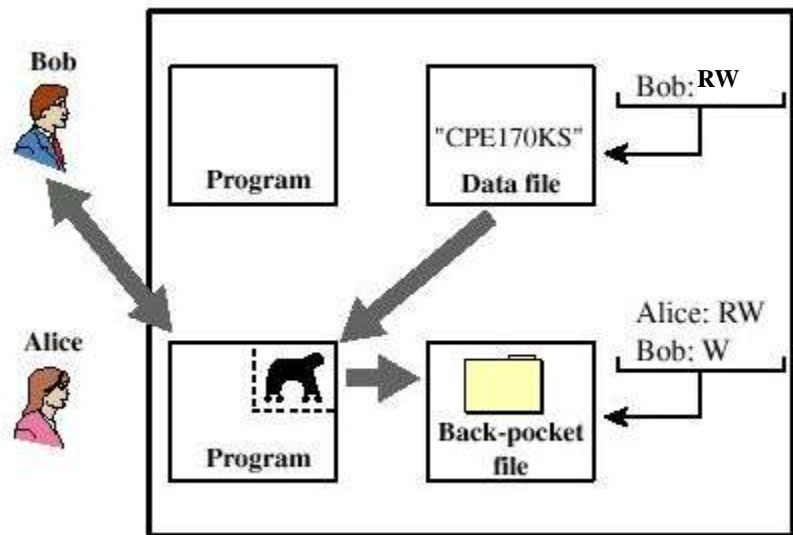 Bob
Program
"CPE170KS"
Data file
Bob: RW
Alice
Program
Back-pocket
file
Alice: RW
Bob: W